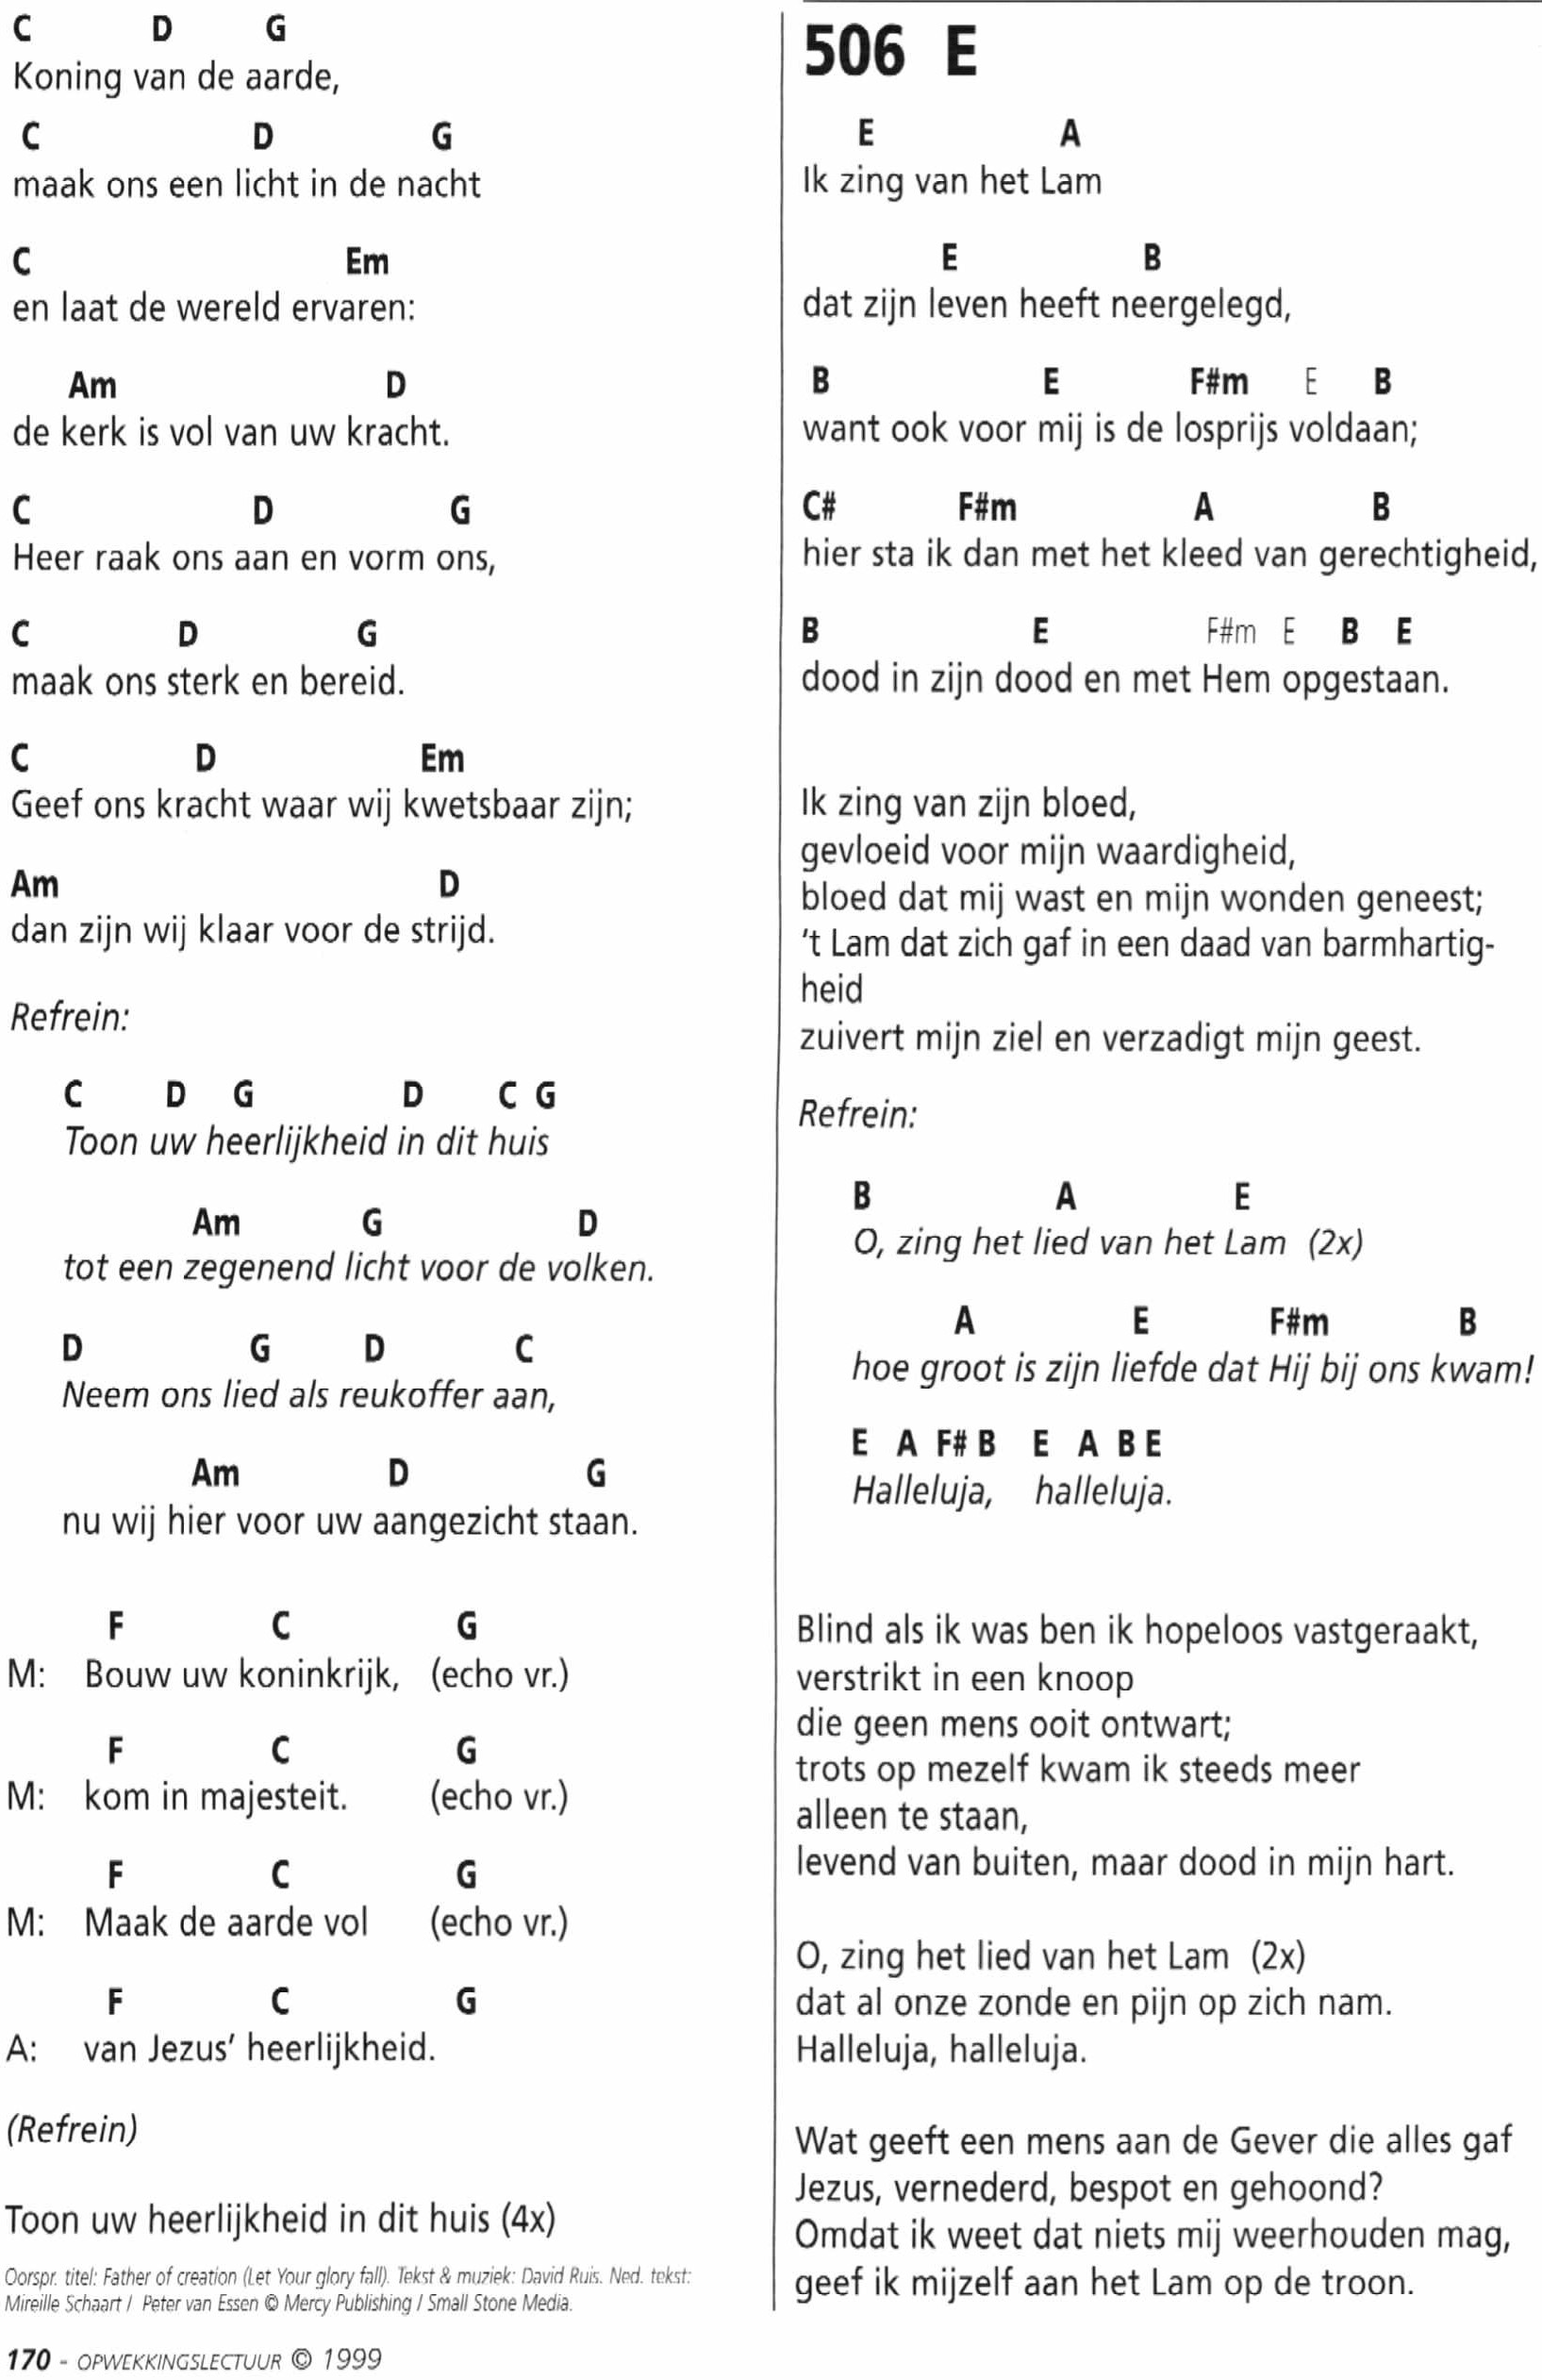 C D G
Koning van de aarde,
C D G
maak ons een licht in de nacht
C Em
en laat de wereld ervaren:
Am D
de kerk is vol van uw kracht.
C D G
Heer raak ons aan en vorm ons,
C D G
maak ons sterk en bereid.
C D Em
Geef ons kracht waar wij kwetsbaar zijn;
Am D
dan zijn wij klaar voor de strijd.
Refrein:
C D G D C G
Toon uw heerlijkheid in dit huis
Am G D
tot een zegenend licht voor de volken.
D G D C
Neem ons lied als reukoffer aan,
Am D G
nu wij hier voor uw aangezicht staan.
F C G
M: Bouw uw koninkrijk, (echo vr.)
F C G
M: kom in majesteit. (echo vr.)
F C G
M: Maak de aarde vol (echo vr.)
F C G
A: van Jezus' heerlijkheid.
(Refrein)
Toon uw heerlijkheid in dit huis (4x)
Oorspr. titel: Father of creation (Let Your glory fall). Tekst & muziek: David Ruis. Ned. tekst:
Mireille Schaart / Peter van Essen © Mercy Publishing / Small Stone Media.
170 - OPWEKKINGSLECTUUR © 1999
506 E
E A
Ik zing van het Lam
E B
dat zijn leven heeft neergelegd,
B E F#m E B
want ook voor mij is de losprijs voldaan;
C# F#m A B
hier sta ik dan met het kleed van gerechtigheid,
B E F#m E B E
dood in zijn dood en met Hem opgestaan.
Ik zing van zijn bloed,
gevloeid voor mijn waardigheid,
bloed dat mij wast en mijn wonden geneest;
't Lam dat zich gaf in een daad van barmhartig-
heid
zuivert mijn ziel en verzadigt mijn geest.
Refrein:
B A E
O, zing het lied van het Lam (2x)
A E F#m B
hoe groot is zijn liefde dat Hij bij ons kwam!
E A F# B E A B E
Halleluja, halleluja.
Blind als ik was ben ik hopeloos vastgeraakt,
verstrikt in een knoop
die geen mens ooit ontwart;
trots op mezelf kwam ik steeds meer
alleen te staan,
levend van buiten, maar dood in mijn hart.
O, zing het lied van het Lam (2x)
dat al onze zonde en pijn op zich nam.
Halleluja, halleluja.
Wat geeft een mens aan de Gever die alles gaf
Jezus, vernederd, bespot en gehoond?
Omdat ik weet dat niets mij weerhouden mag,
geef ik mijzelf aan het Lam op de troon.